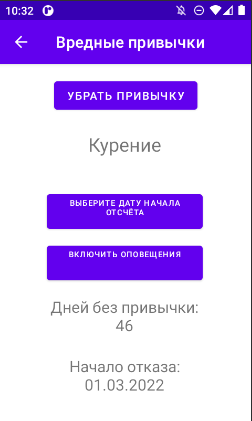 10:32
Вредные привычки
УБРАТЬ ПРИВЫЧКУ
Курение
ВЫБЕРИТЕ ДАТУ НАЧАЛА
ОТСЧЁТА
ВКЛЮЧИТЬ ОПОВЕЩЕНИЯ
Дней без привычки:
46
Начало отказа:
01.03.2022